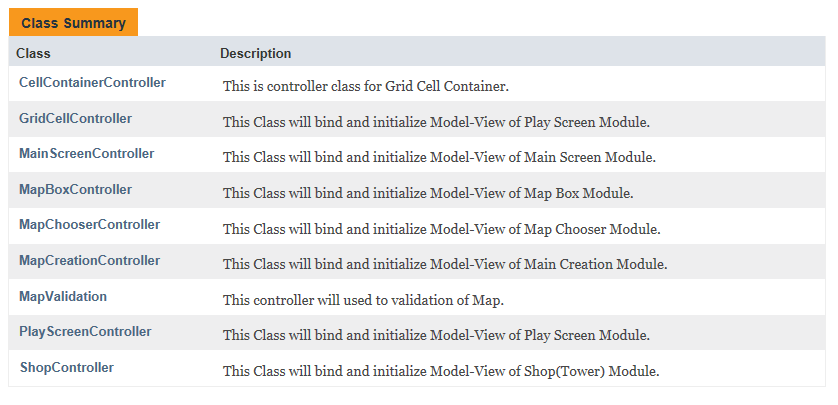 Class Summary
Class Description
CellContainerController This is controller class for Grid Cell Container.
GridCellController This Class will bind and initialize Model-View of Play Screen Module.
MainScreenController This Class will bind and initialize Model-View of Main Screen Module.
MapBoxController This Class will bind and initialize Model-View of Map Box Module.
MapChooserController This Class will bind and initialize Model-View of Map Chooser Module.
MapCreationController This Class will bind and initialize Model-View of Main Creation Module.
MapValidation This controller will used to validation of Map.
PlayScreenController This Class will bind and initialize Model-View of Play Screen Module.
ShopController This Class will bind and initialize Model-View of Shop(Tower) Module.